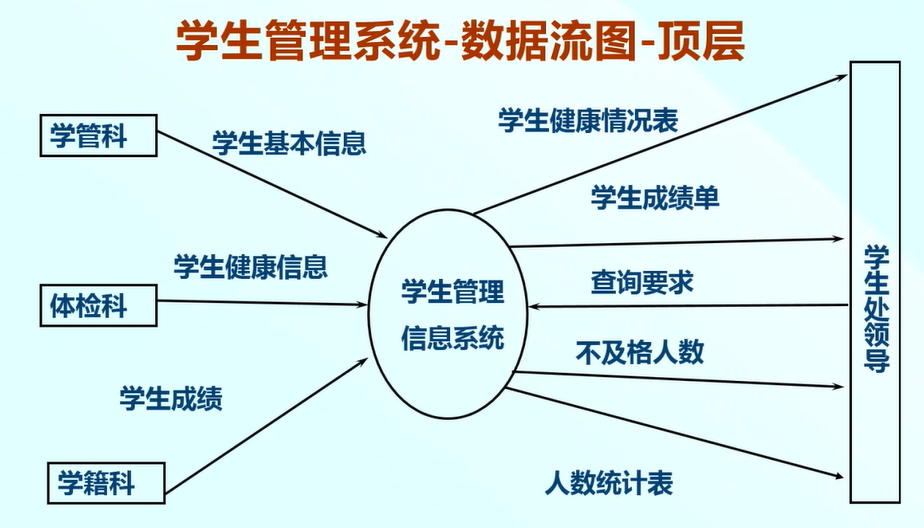 学生管理系统-数据流图-顶层
学管科
学生基本信息
学生健康情况表
学生成绩单
体检科
学生健康信息
学生管理
信息系统
查询要求
不及格人数
学生处领导
学生成绩
学籍科
人数统计表